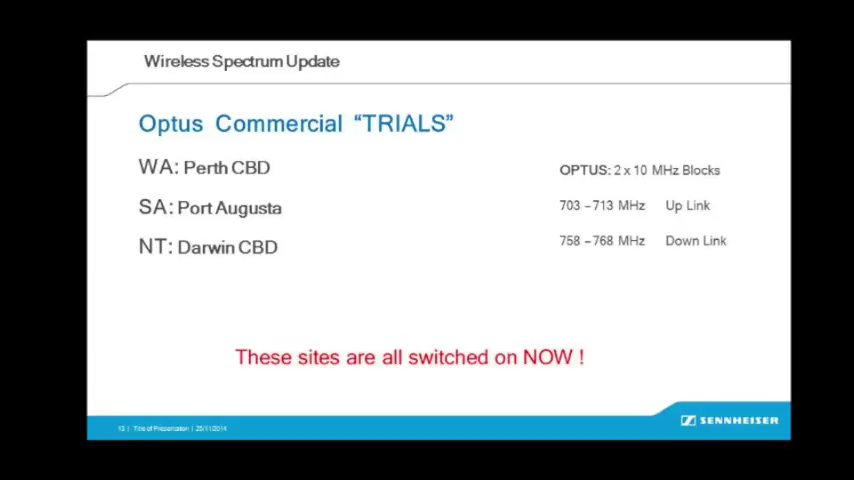 Wireless Spectrum Update
Optus Commercial “TRIALS”
WA: Perth CBD
SA: Port Augusta
NT: Darwin CBD
OPTUS: 2 x 10 MHz Blocks
703 – 713 MHz Up Link
758 – 768 MHz Down Link
These sites are all switched on NOW !
13 | Title of Presentation | 25/11/2014
SENNHEISER